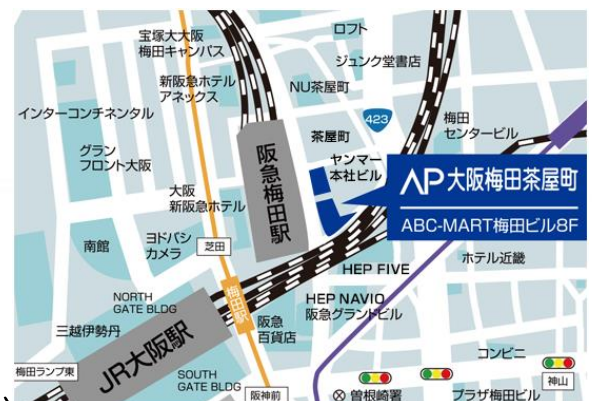 宝塚大大阪
梅田キャンパス
ロフト
ジュンク堂書店
新阪急ホテル
アネックス
NU茶屋町
インターコンチネンタル
423
梅田
センタービル
茶屋町
グラン
フロント大阪
阪急梅田駅
ヤンマー
本社ビル
AP大阪梅田茶屋町
ABC-MART梅田ビル8F
大阪
新阪急ホテル
南館
ヨドバシ
カメラ
芝田
ホテル近畿
HEP FIVE
梅田駅
NORTH
GATE BLDG
HEP NAVIO
阪急グランドビル
三越伊勢丹
JR大阪駅
阪急
百貨店
コンビニ
梅田ランプ東
SOUTH
GATE BLDG
阪神前
曽根崎署
プラザ梅田ビル
神山